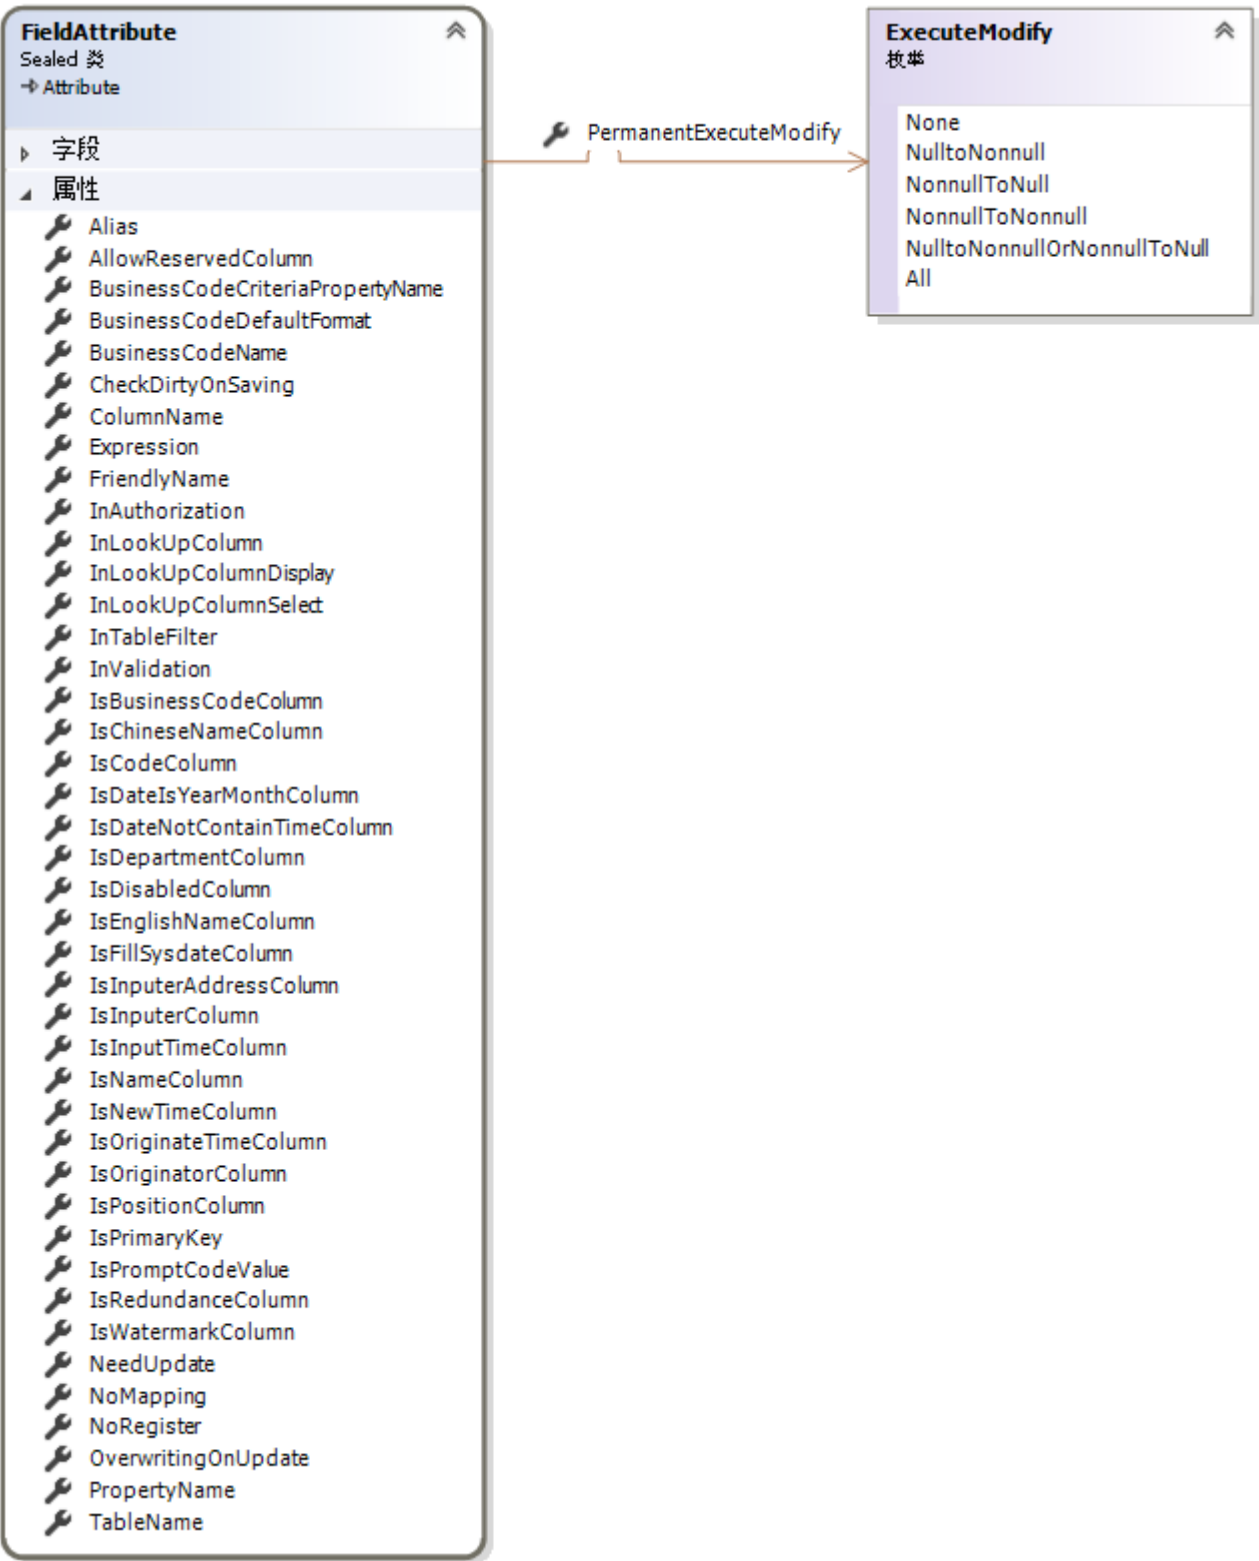 FieldAttribute
Sealed 类
Attribute
字段
属性
Alias
AllowReservedColumn
BusinessCodeCriteriaPropertyName
BusinessCodeDefaultFormat
BusinessCodeName
CheckDirtyOnSaving
ColumnName
Expression
FriendlyName
InAuthorization
InLookUpColumn
InLookUpColumnDisplay
InLookUpColumnSelect
InTableFilter
InValidation
IsBusinessCodeColumn
IsChineseNameColumn
IsCodeColumn
IsDateIsYearMonthColumn
IsDateNotContainTimeColumn
IsDepartmentColumn
IsDisabledColumn
IsEnglishNameColumn
IsFillSysdateColumn
IsInputerAddressColumn
IsInputerColumn
IsInputTimeColumn
IsNameColumn
IsNewTimeColumn
IsOriginateTimeColumn
IsOriginatorColumn
IsPositionColumn
IsPrimaryKey
IsPromptCodeValue
IsRedundanceColumn
IsWatermarkColumn
NeedUpdate
NoMapping
NoRegister
OverwritingOnUpdate
PropertyName
TableName
PermanentExecuteModify
ExecuteModify
枚举
None
NulltoNonnull
NonnullToNull
NonnullToNonnull
NulltoNonnullOrNonnullToNull
All